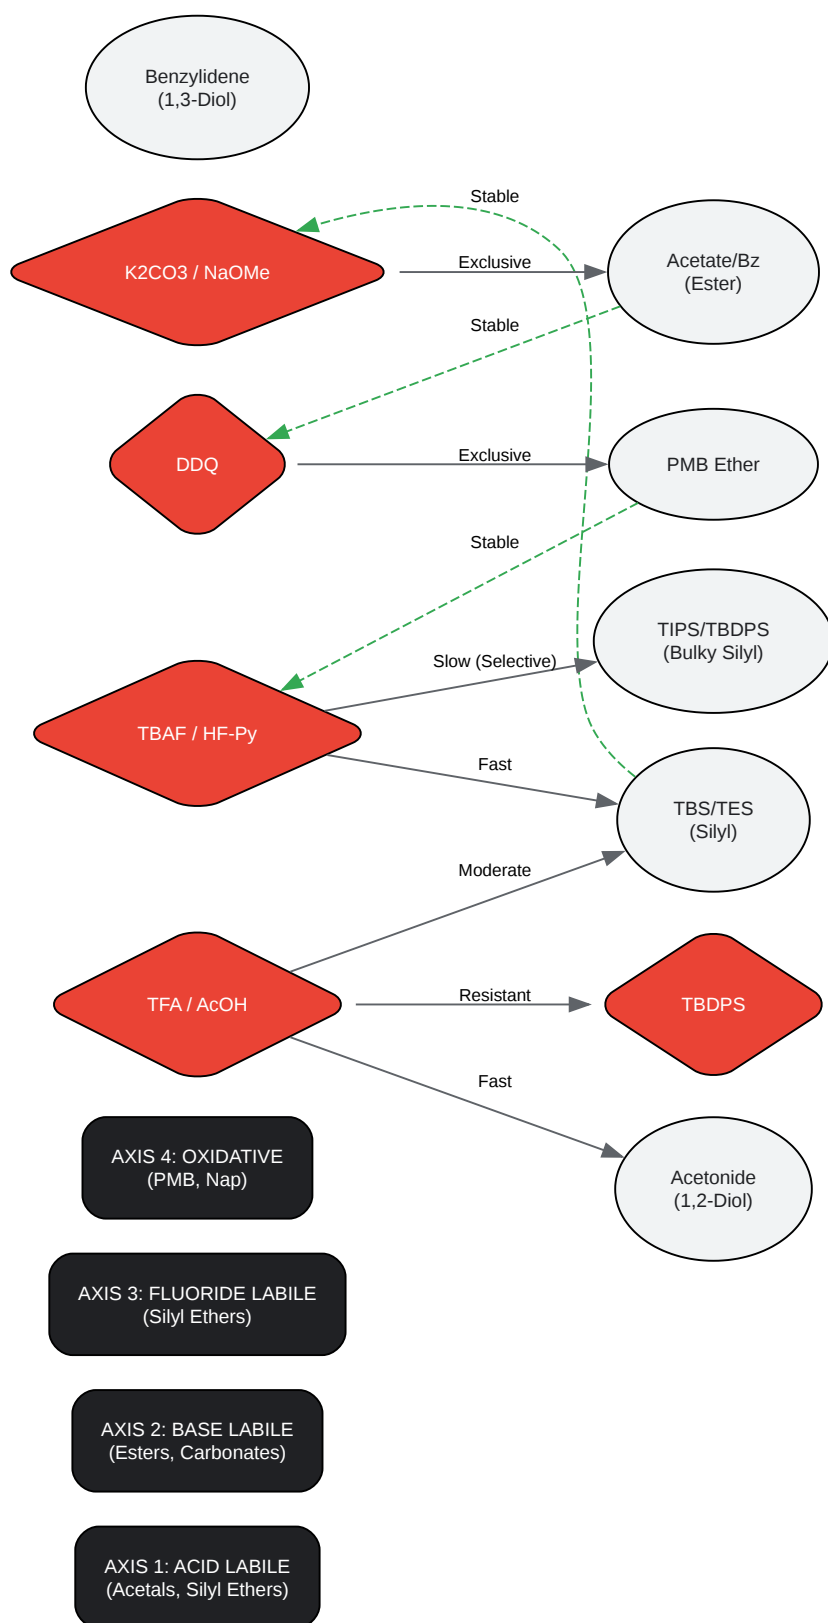 Benzylidene
(1,3-Diol)
Stable
K2CO3 / NaOMe
Exclusive
Acetate/Bz
(Ester)
Stable
DDQ
Exclusive
PMB Ether
Stable
TIPS/TBDPS
(Bulky Silyl)
Slow (Selective)
TBAF / HF-Py
Fast
TBS/TES
(Silyl)
Moderate
TFA / AcOH
Resistant
TBDPS
Fast
Acetonide
(1,2-Diol)
AXIS 4: OXIDATIVE
(PMB, Nap)
AXIS 3: FLUORIDE LABILE
(Silyl Ethers)
AXIS 2: BASE LABILE
(Esters, Carbonates)
AXIS 1: ACID LABILE
(Acetals, Silyl Ethers)